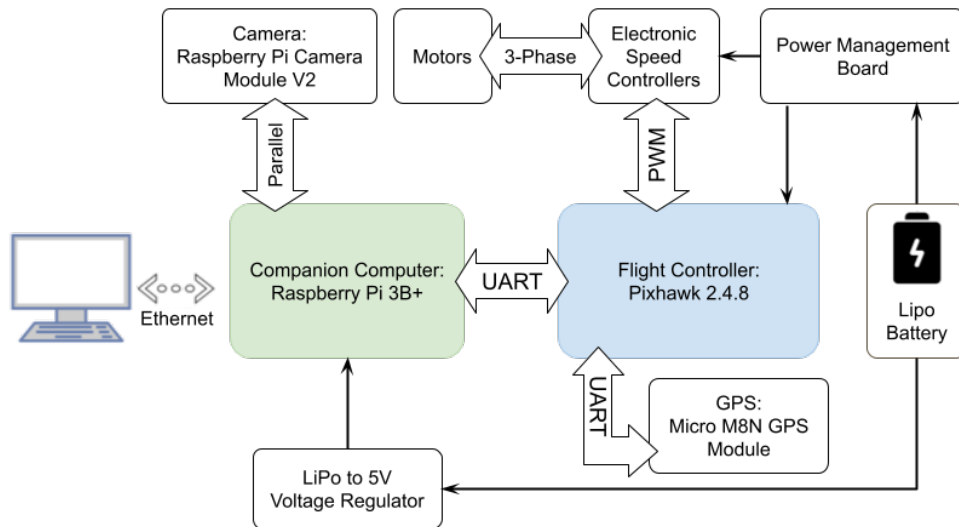 Camera:
Raspberry Pi Camera
Module V2
Motors
3-Phase
Electronic
Speed
Controllers
Power Management
Board
Parallel
PWM
Companion Computer:
Raspberry Pi 3B+
UART
Flight Controller:
Pixhawk 2.4.8
Ethernet
Lipo
Battery
UART
GPS:
Micro M8N GPS
Module
LiPo to 5V
Voltage Regulator